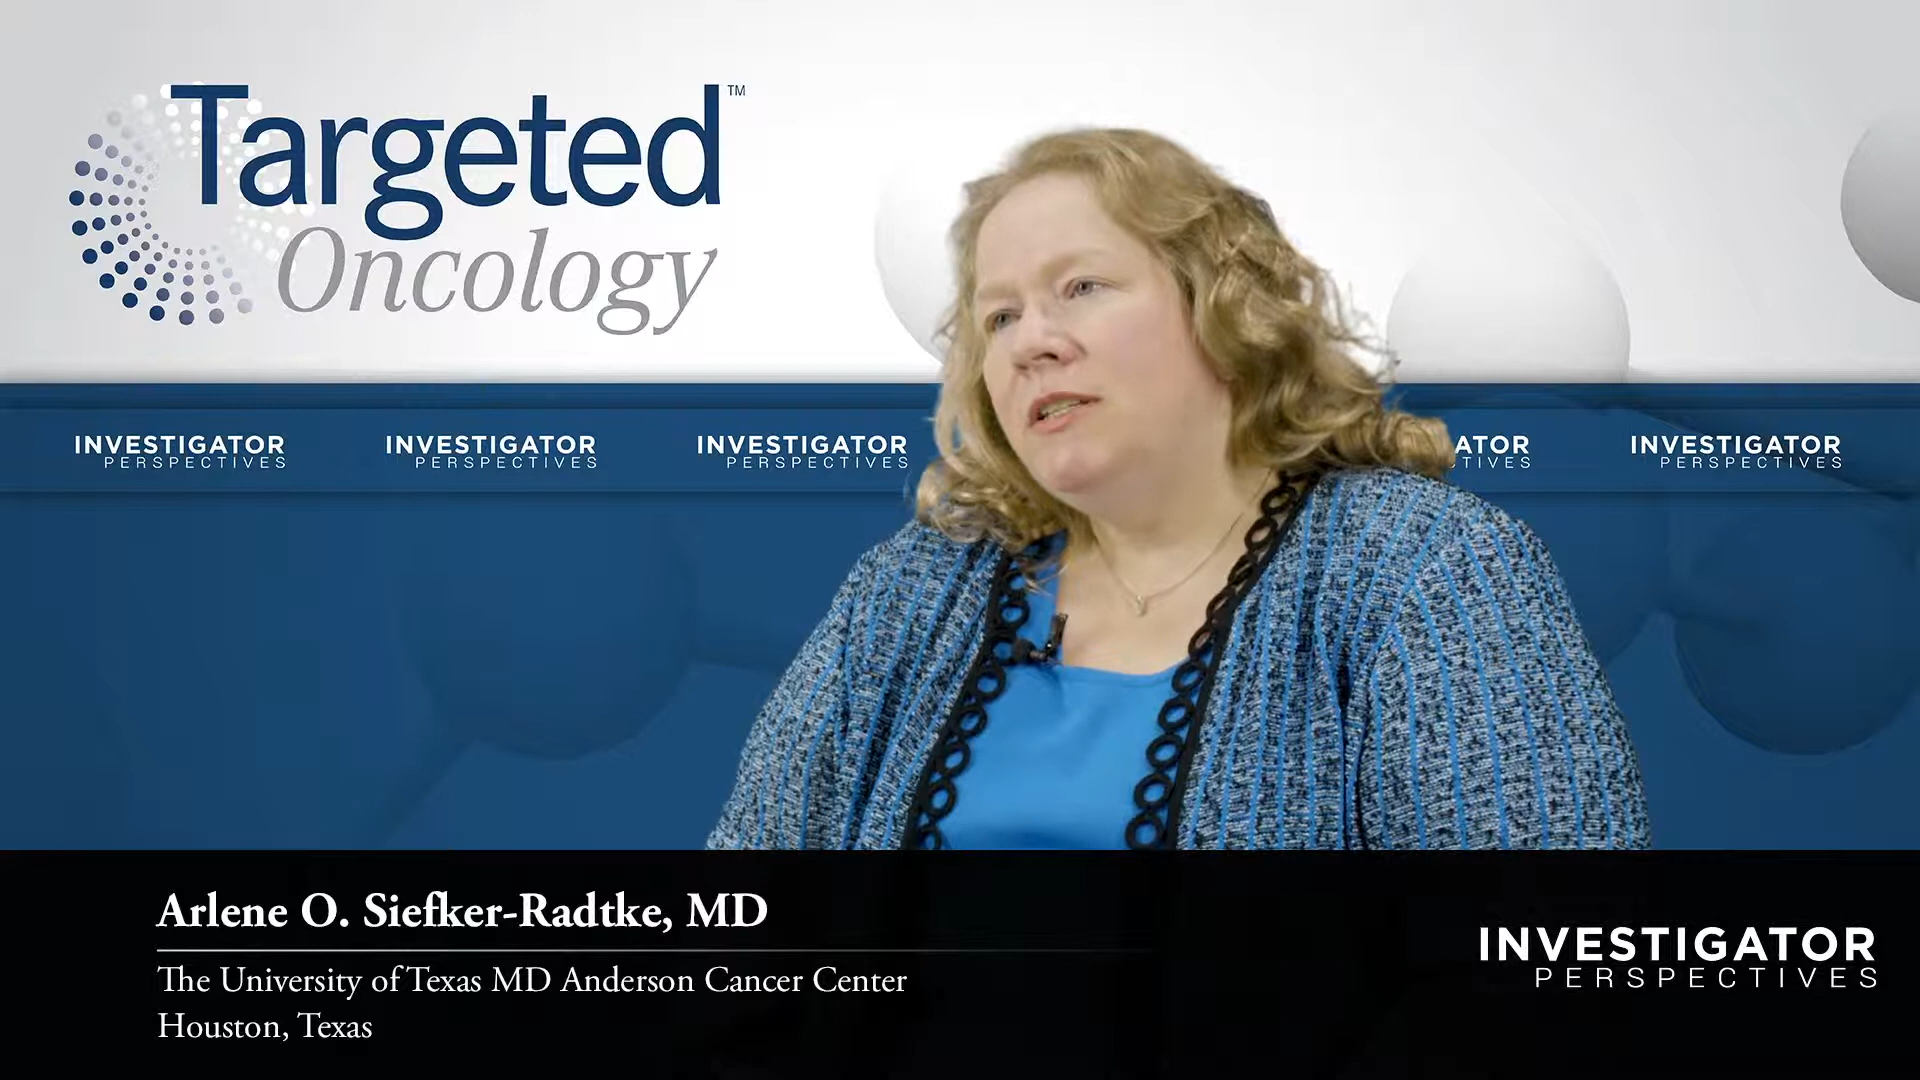 Targeted™
Oncology
INVESTIGATOR
PERSPECTIVES
INVESTIGATOR
PERSPECTIVES
INVESTIGATOR
PERSPECTIVES
ATOR
TIVES
INVESTIGATOR
PERSPECTIVES
Arlene O. Siefker-Radtke, MD
The University of Texas MD Anderson Cancer Center
Houston, Texas
INVESTIGATOR
PERSPECTIVES